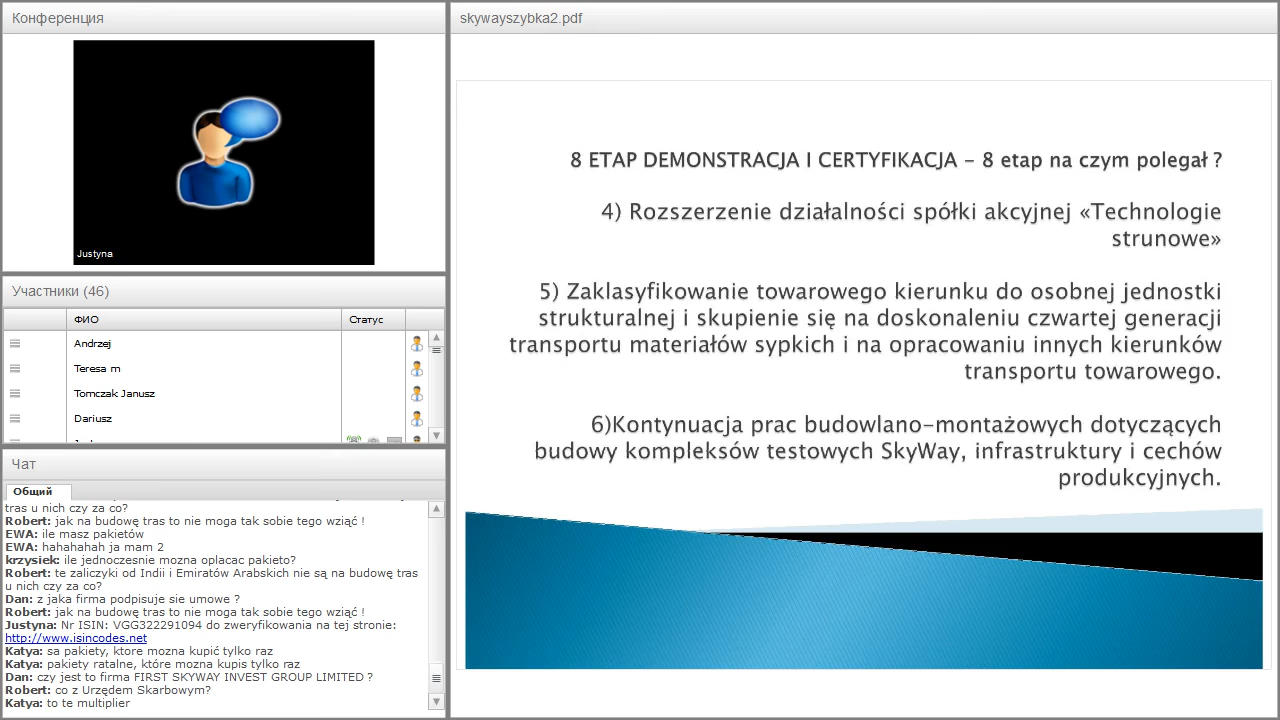 Конференция
Justyna
Участники (46)
ФИО
Статус
Andrzej
Teresa m
Tomczak Janusz
Dariusz
Чат
Общий
tras u nich czy za co?
Robert: jak na budowę tras to nie moga tak sobie tego wziąć !
EWA: ile masz pakietów
EWA: hahahahah ja mam 2
krzysiek: ile jednoczesnie mozna oplacac pakieto?
Robert: te zaliczyki od Indii i Emiratów Arabskich nie są na budowę tras
u nich czy za co?
Dan: z jaka firma podpisuje sie umowe ?
Robert: jak na budowę tras to nie moga tak sobie tego wziąć !
Justyna: Nr ISIN: VGG322291094 do zweryfikowania na tej stronie:
http://www.isincodes.net
Katya: sa pakiety, ktore mozna kupić tylko raz
Katya: pakiety ratalne, które mozna kupis tylko raz
Dan: czy jest to firma FIRST SKYWAY INVEST GROUP LIMITED ?
Robert: co z Urzędem Skarbowym?
Katya: to te multiplier
skywayszybka2.pdf
8 ETAP DEMONSTRACJA I CERTYFIKACJA – 8 etap na czym polegał ?
4) Rozszerzenie działalności spółki akcyjnej «Technologie
strunowe»
5) Zaklasyfikowanie towarowego kierunku do osobnej jednostki
strukturalnej i skupienie się na doskonaleniu czwartej generacji
transportu materiałów sypkich i na opracowaniu innych kierunków
transportu towarowego.
6)Kontynuacja prac budowlano-montażowych dotyczących
budowy kompleksów testowych SkyWay, infrastruktury i cechów
produkcyjnych.